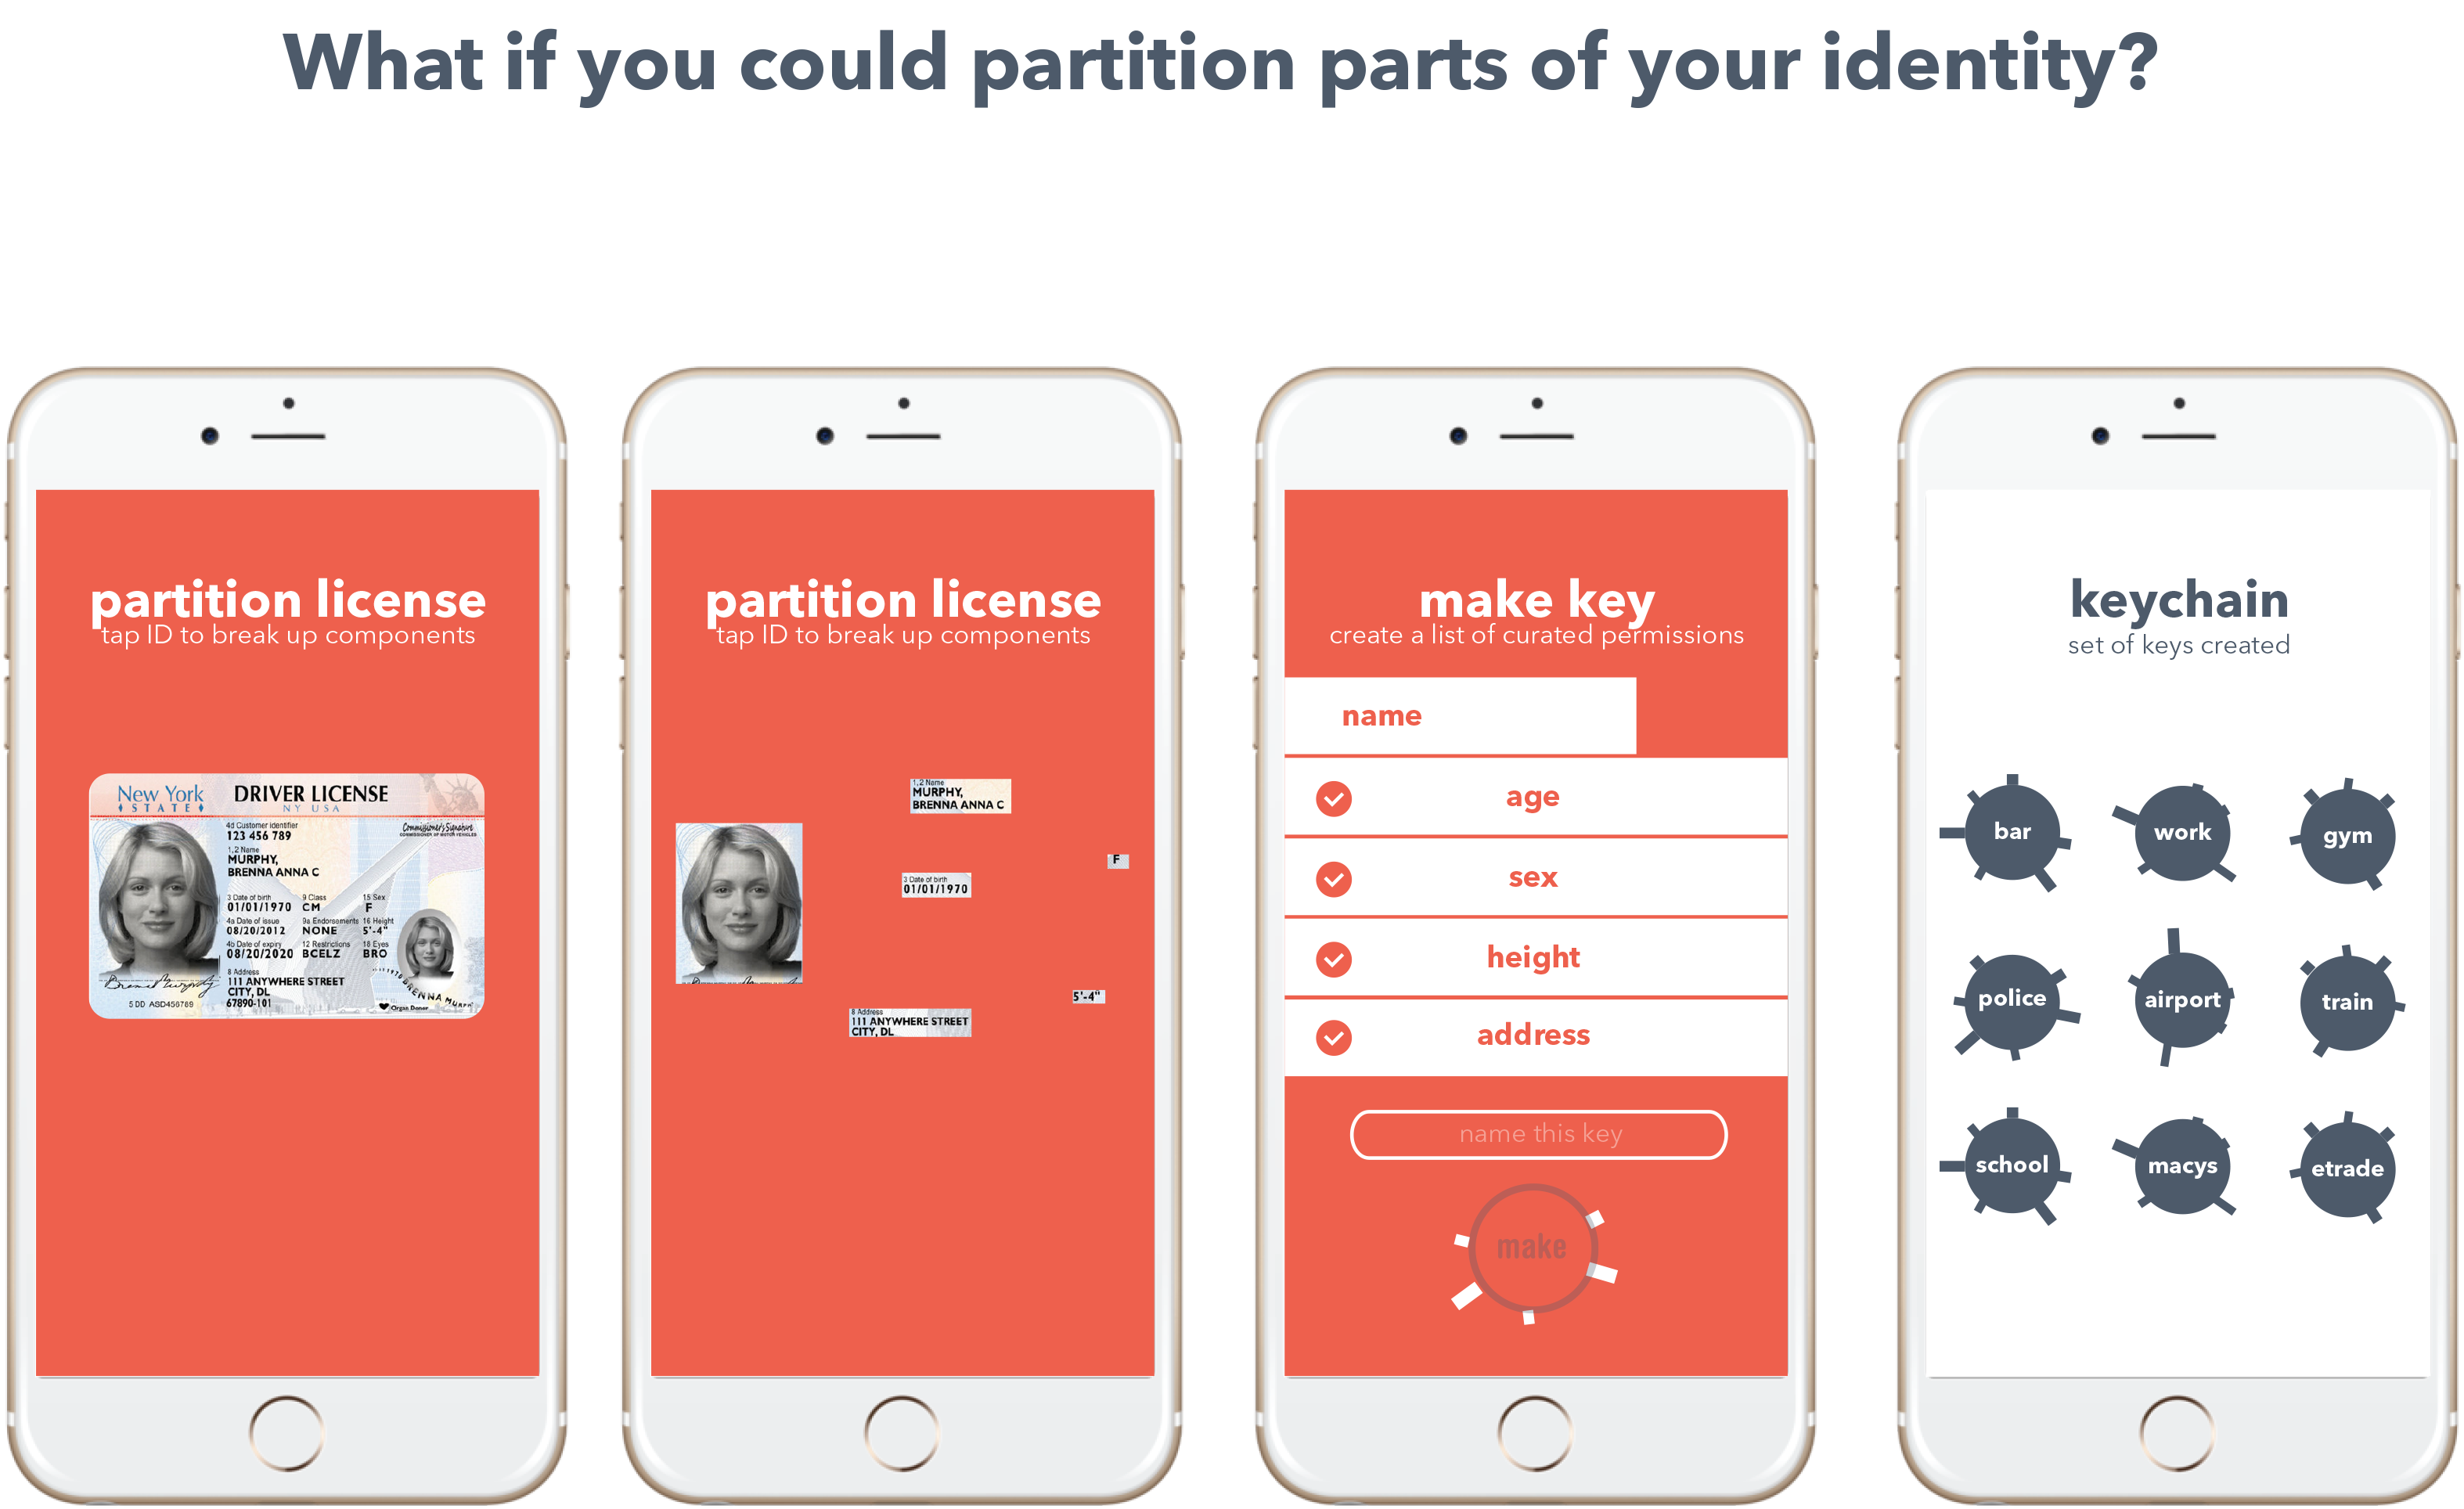 What if you could partition parts of your identity?
partition license
tap ID to break up components
New York
STATE
DRIVER LICENSE
NY USA
4d Customer identifier
123 456 789
Commissioner's Signature
COMMISSIONER OF MOTOR VEHICLES
1,2 Name
MURPHY,
BRENNA ANNA C
3 Date of birth 9 Class 15 Sex
01/01/1970 CM F
4a Date of issue 9a Endorsements 16 Height
08/20/2012 NONE 5'-4"
4b Date of expiry 12 Restrictions 18 Eyes
08/20/2020 BCELZ BRO
8 Address
111 ANYWHERE STREET
CITY, DL
67890-101
5 DD ASD456789
Organ Donor
partition license
tap ID to break up components
1,2 Name
MURPHY,
BRENNA ANNA C
F
3 Date of birth
01/01/1970
5'-4"
8 Address
111 ANYWHERE STREET
CITY, DL
make key
create a list of curated permissions
name
age
sex
height
address
name this key
make
keychain
set of keys created
bar
work
gym
police
airport
train
school
macys
etrade